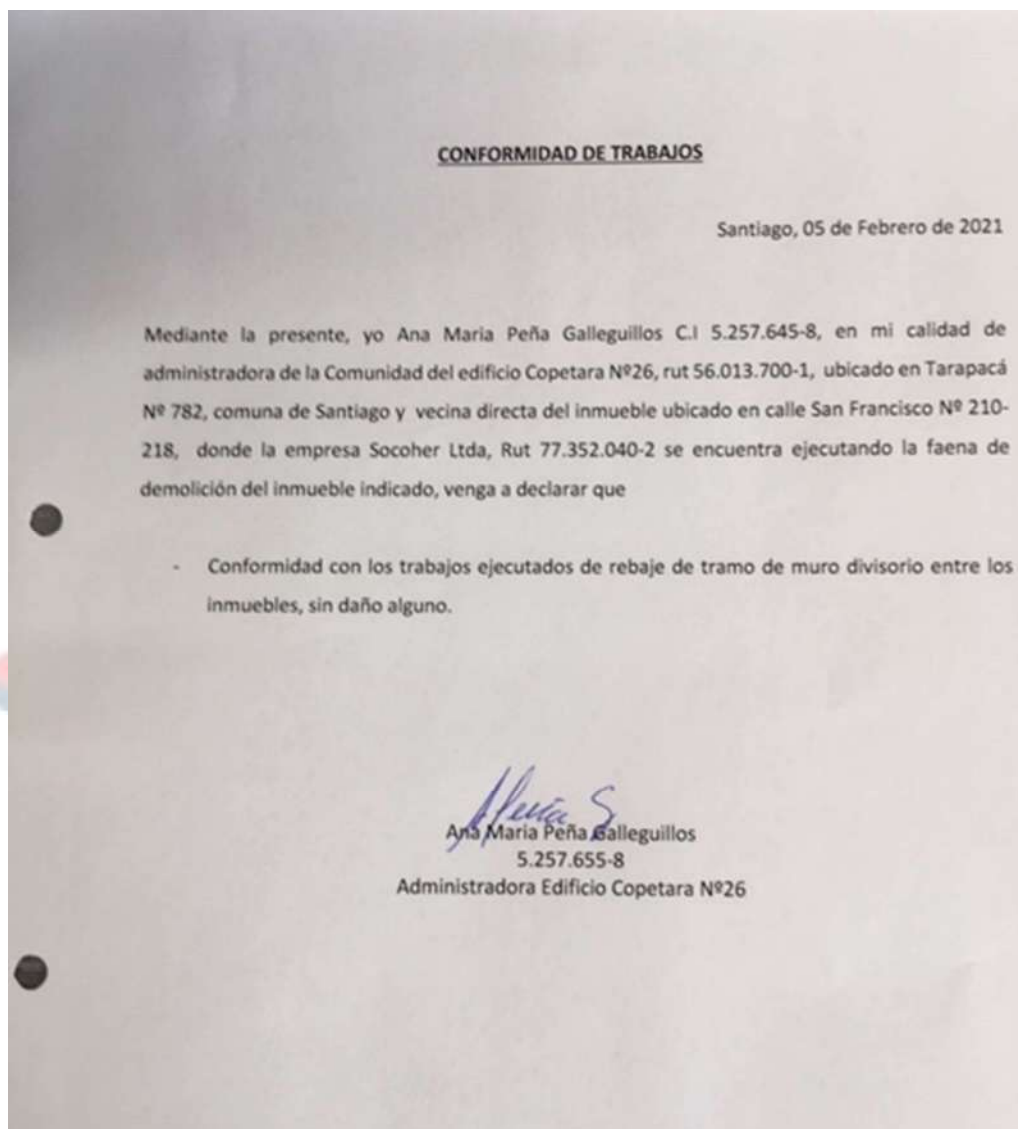 CONFORMIDAD DE TRABAJOS
Santiago, 05 de Febrero de 2021
Mediante la presente, yo Ana Maria Peña Galleguillos C.I 5.257.645-8, en mi calidad de
administradora de la Comunidad del edificio Copetara Nº26, rut 56.013.700-1, ubicado en Tarapacá
Nº 782, comuna de Santiago y vecina directa del inmueble ubicado en calle San Francisco Nº 210-
218, donde la empresa Socoher Ltda, Rut 77.352.040-2 se encuentra ejecutando la faena de
demolición del inmueble indicado, venga a declarar que
- Conformidad con los trabajos ejecutados de rebaje de tramo de muro divisorio entre los
inmuebles, sin daño alguno.
Ana Maria Peña Galleguillos
5.257.655-8
Administradora Edificio Copetara Nº26